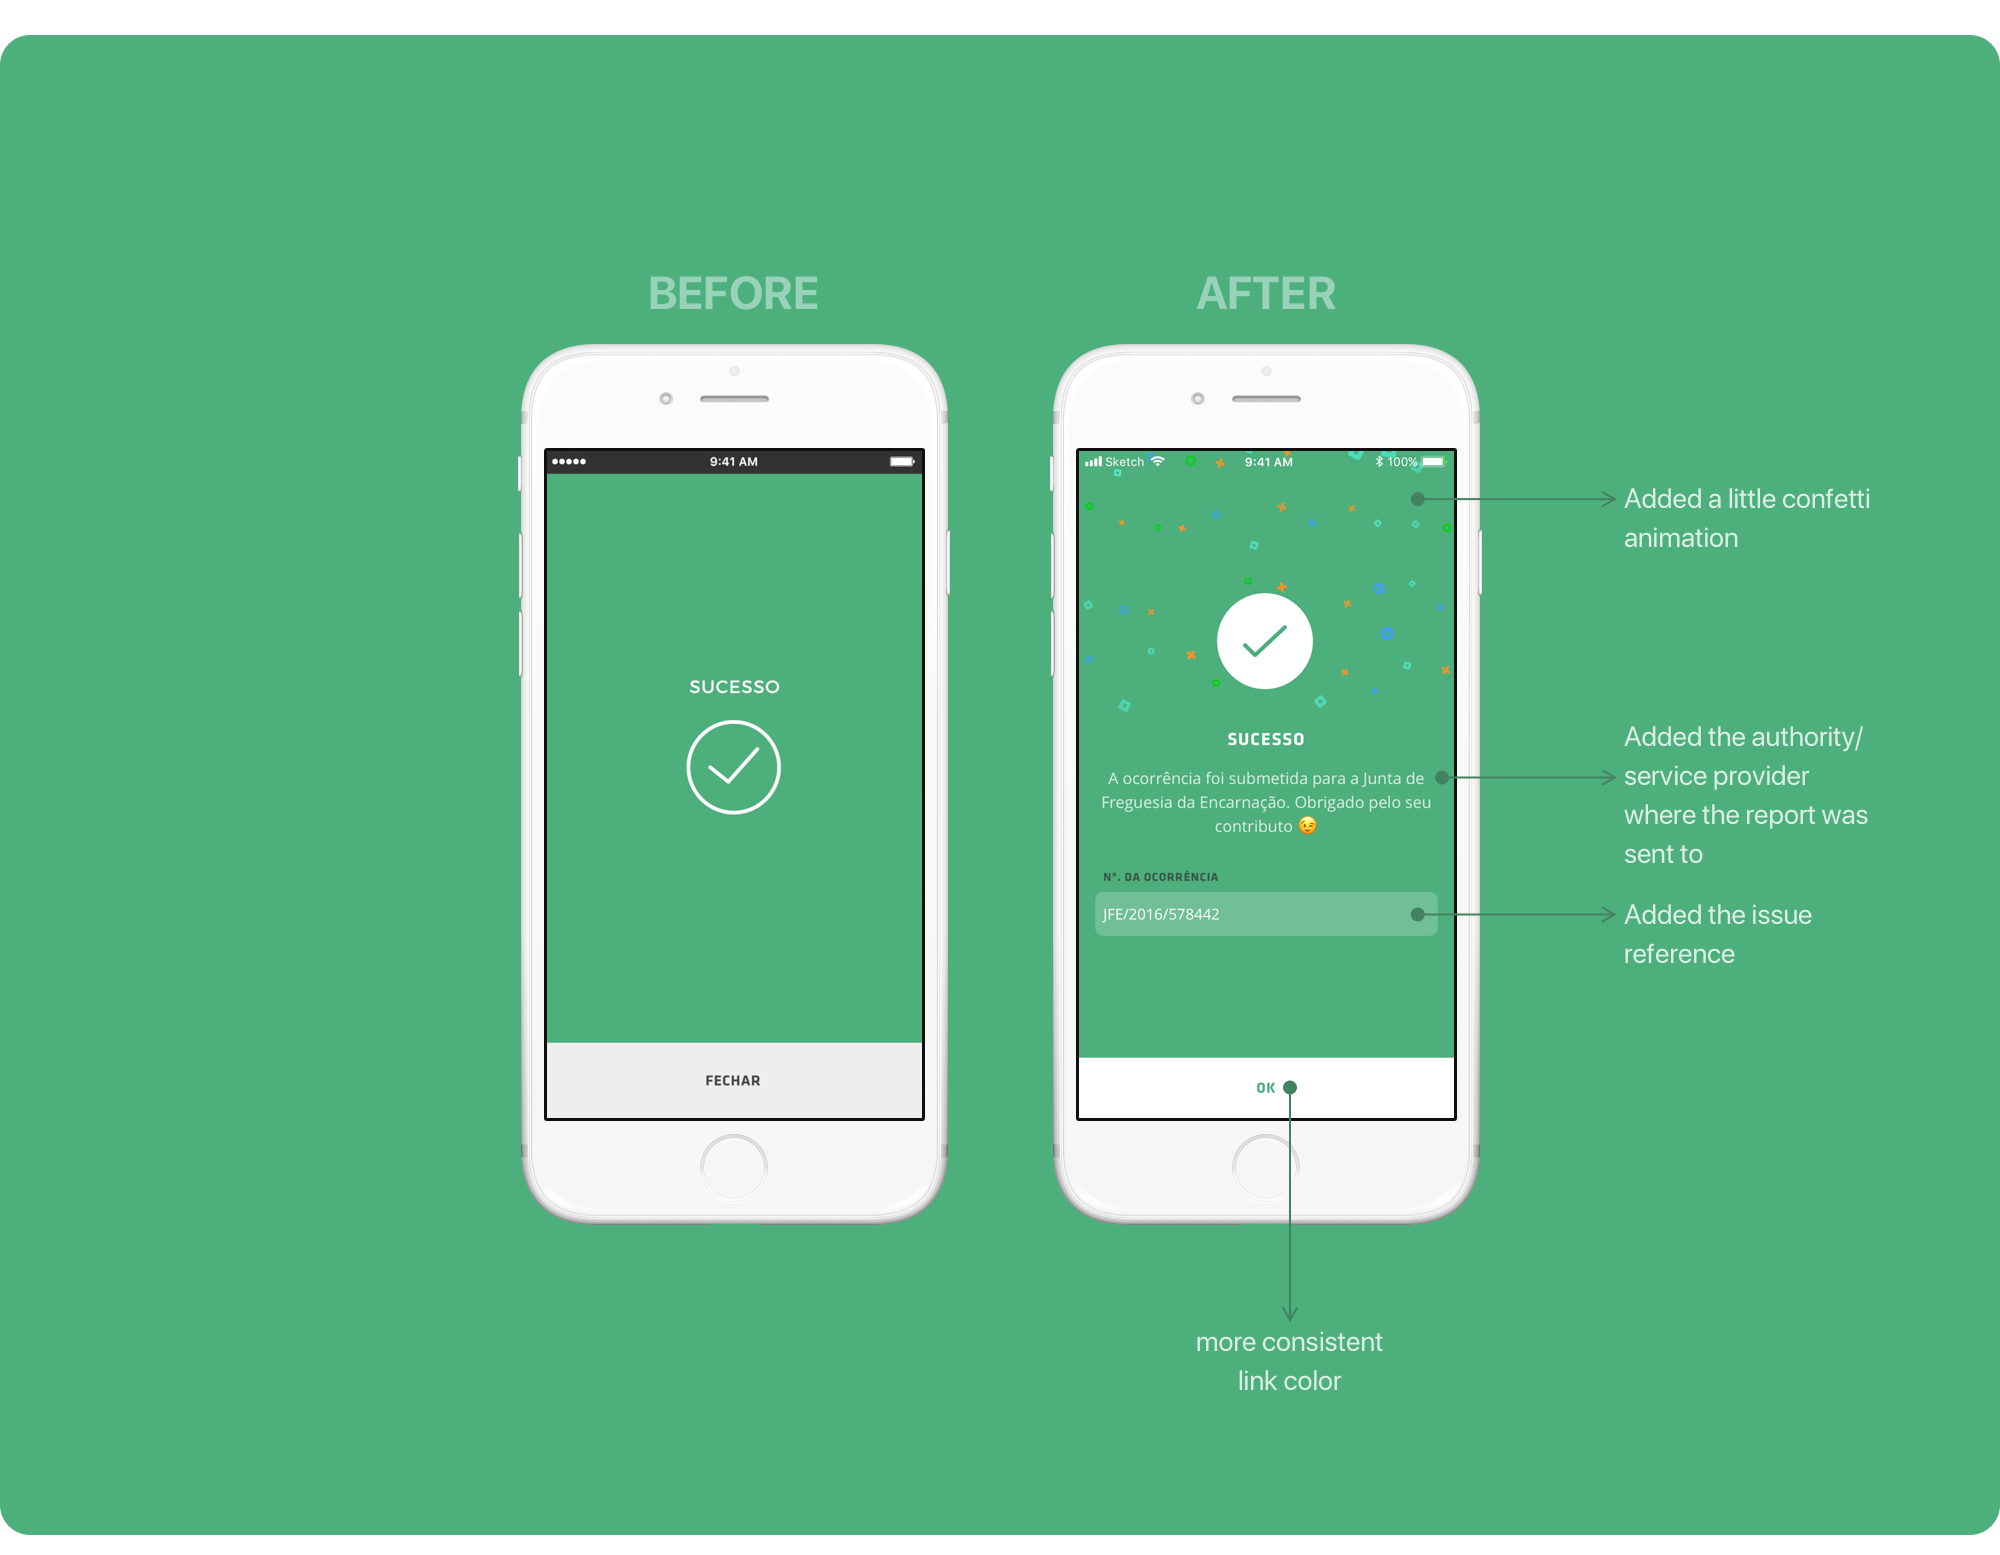 BEFORE
AFTER
9:41 AM
SUCESSO
FECHAR
Sketch 9:41 AM 100%
SUCESSO
A ocorrência foi submetida para a Junta de
Freguesia da Encarnação. Obrigado pelo seu
contributo 😉
Nº. DA OCORRÊNCIA
JFE/2016/578442
OK
Added a little confetti
animation
Added the authority/
service provider
where the report was
sent to
Added the issue
reference
more consistent
link color